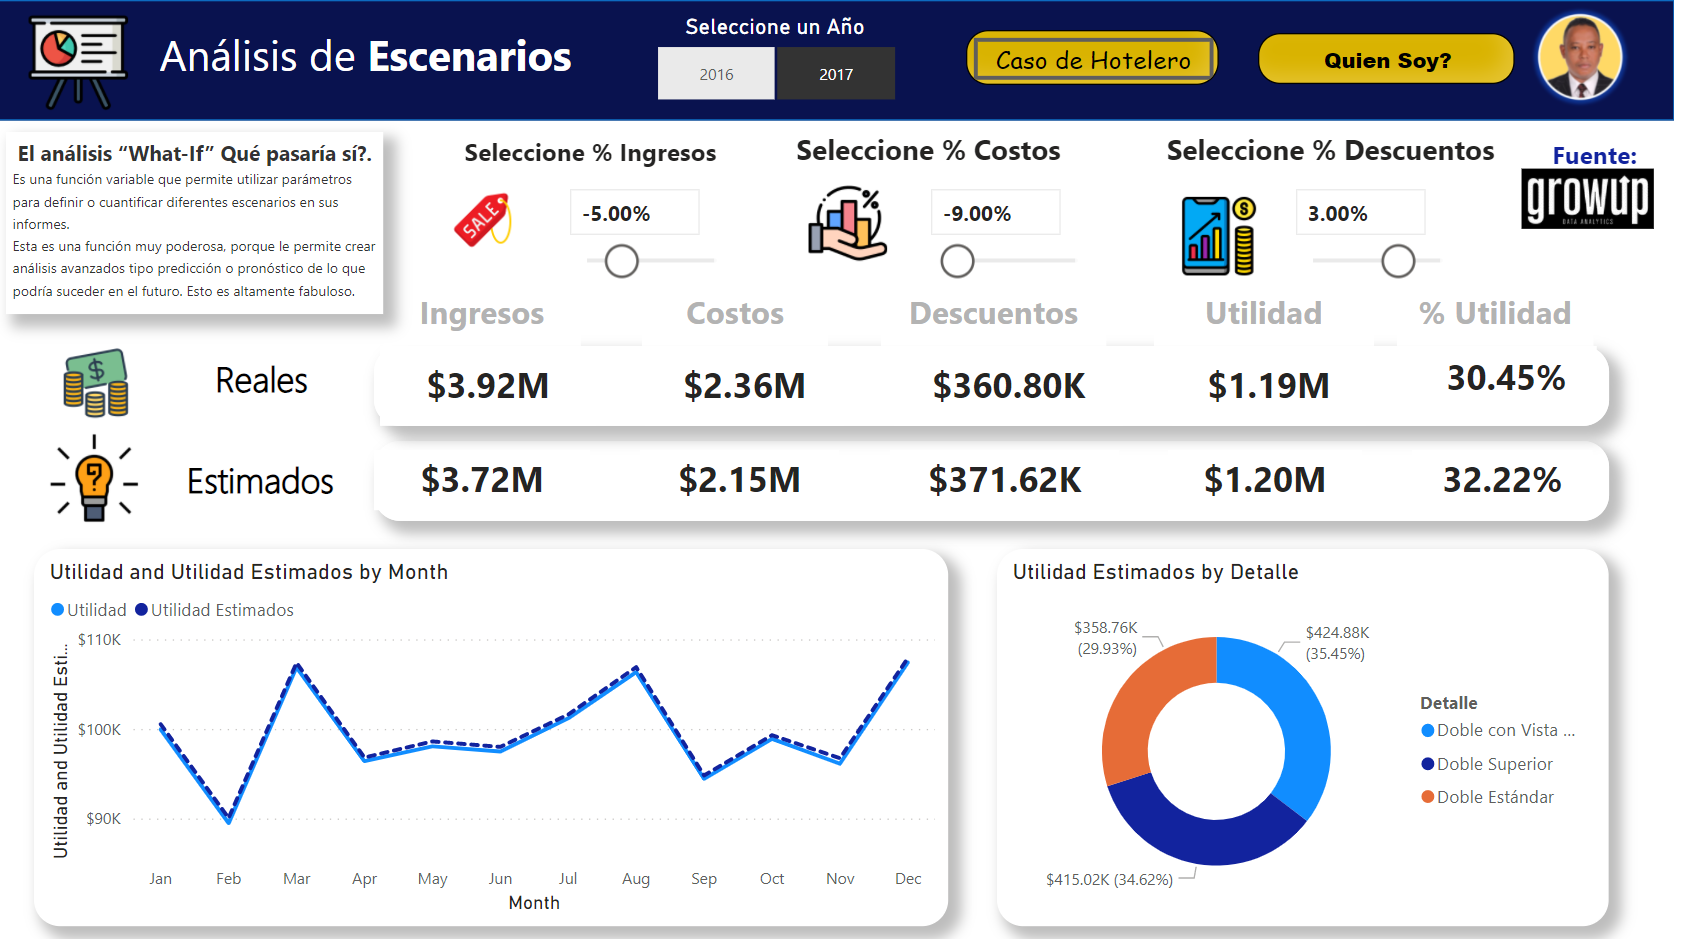 Análisis de Escenarios
Seleccione un Año
2016
2017
Caso de Hotelero
Quien Soy?
El análisis “What-If” Qué pasaría sí?.
Es una función variable que permite utilizar parámetros
para definir o cuantificar diferentes escenarios en sus
informes.
Esta es una función muy poderosa, porque le permite crear
análisis avanzados tipo predicción o pronóstico de lo que
podría suceder en el futuro. Esto es altamente fabuloso.
Seleccione % Ingresos
SALE
-5.00%
Seleccione % Costos
%
-9.00%
Seleccione % Descuentos
$
3.00%
Fuente:
growup
DATA ANALYTICS
Ingresos
Costos
Descuentos
Utilidad
% Utilidad
$
Reales
$3.92M
$2.36M
$360.80K
$1.19M
30.45%
?
Estimados
$3.72M
$2.15M
$371.62K
$1.20M
32.22%
Utilidad and Utilidad Estimados by Month
Utilidad
Utilidad Estimados
Utilidad and Utilidad Esti...
$110K
$100K
$90K
Jan
Feb
Mar
Apr
May
Jun
Jul
Aug
Sep
Oct
Nov
Dec
Month
Utilidad Estimados by Detalle
$358.76K
(29.93%)
$424.88K
(35.45%)
$415.02K (34.62%)
Detalle
Doble con Vista ...
Doble Superior
Doble Estándar